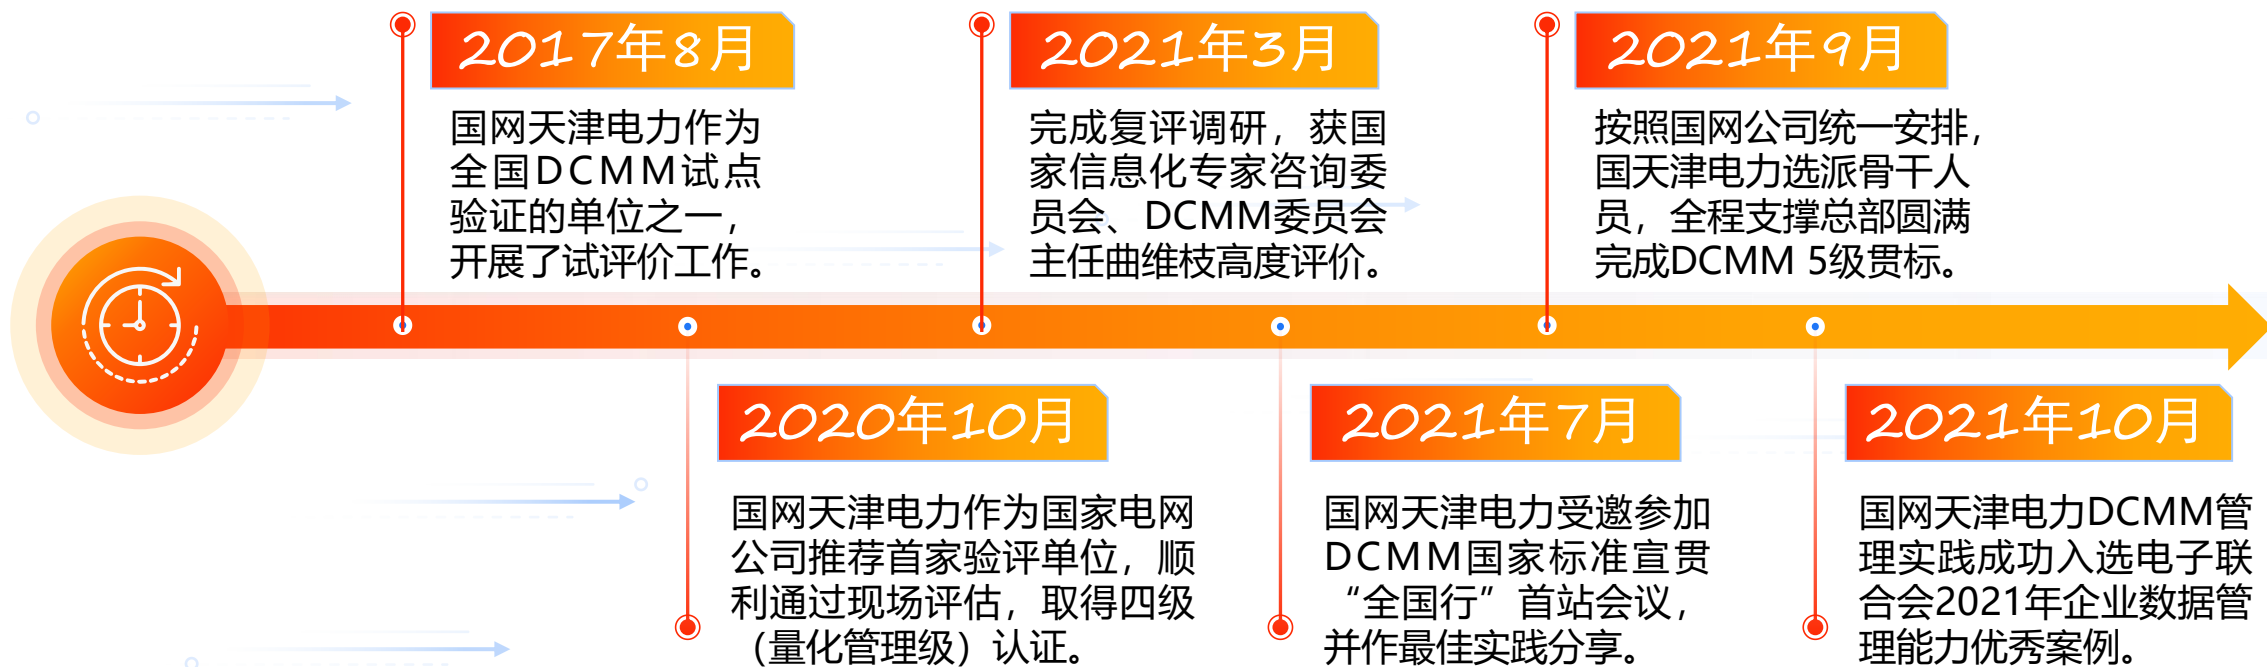 2017年8月
国网天津电力作为
全国DCMM试点
验证的单位之一，
开展了试评价工作。
2020年10月
国网天津电力作为国家电网
公司推荐首家验评单位，顺
利通过现场评估，取得四级
（量化管理级）认证。
2021年3月
完成复评调研，获国
家信息化专家咨询委
员会、DCMM委员会
主任曲维枝高度评价。
2021年7月
国网天津电力受邀参加
DCMM国家标准宣贯
“全国行”首站会议，
并作最佳实践分享。
2021年9月
按照国网公司统一安排，
国天津电力选派骨干人
员，全程支撑总部圆满
完成DCMM 5级贯标。
2021年10月
国网天津电力DCMM管
理实践成功入选电子联
合会2021年企业数据管
理能力优秀案例。